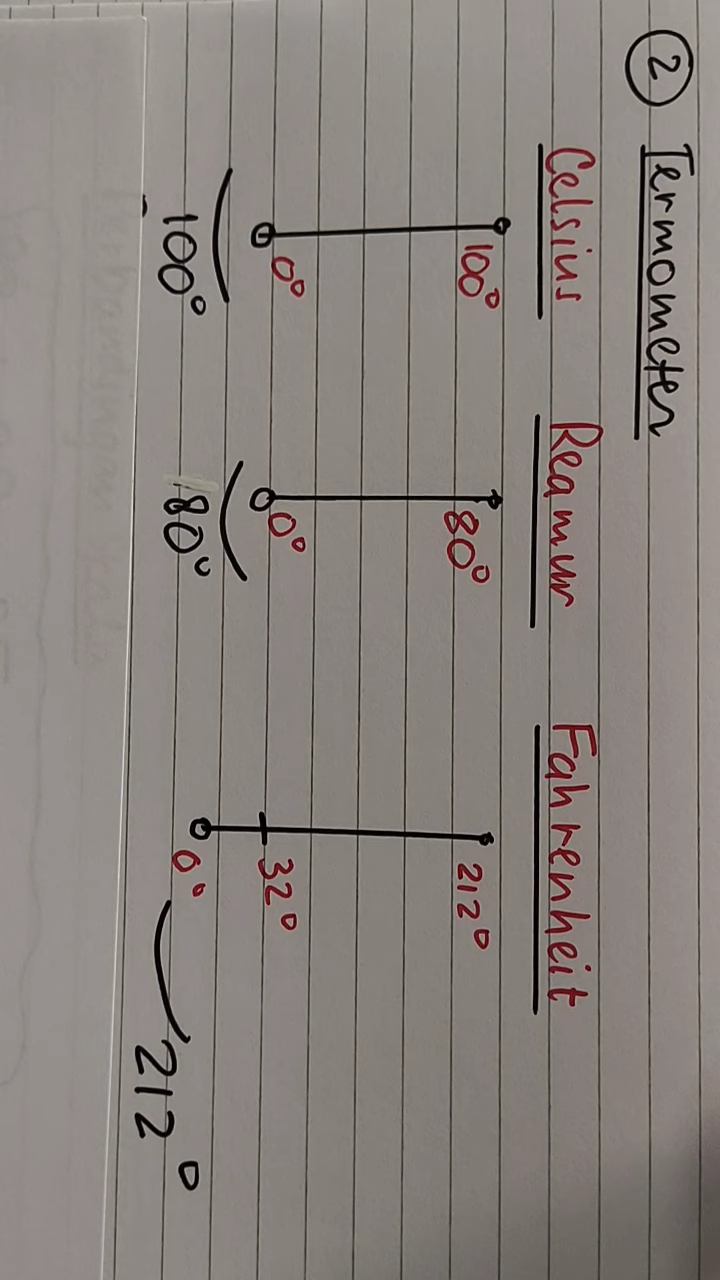 ② Termometer
Celsius Reamur Fahrenheit
100° 80° 212°
0° 0° 32°
0°
100° 80° 212°